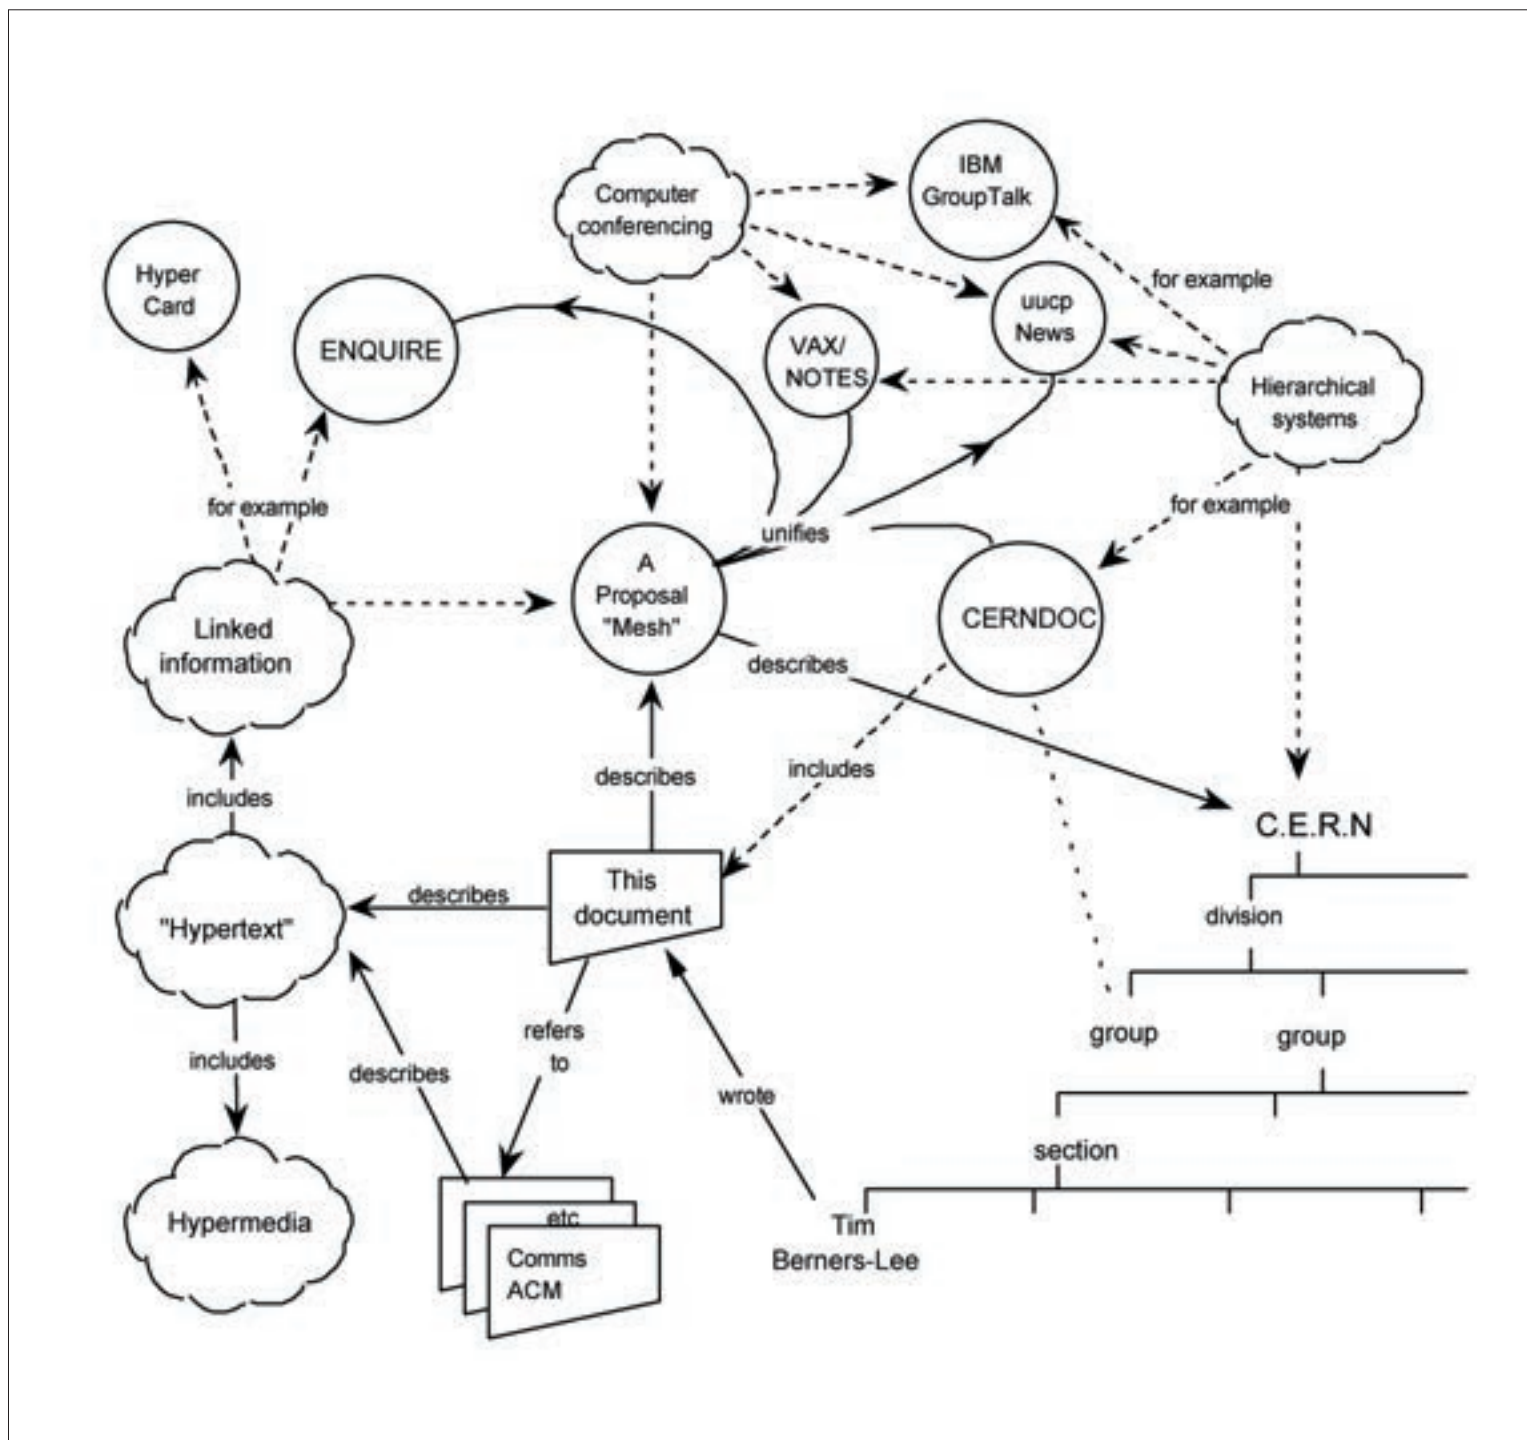 IBM
GroupTalk
Computer
conferencing
Hyper
Card
for example
uucp
News
ENQUIRE
VAX/
NOTES
Hierarchical
systems
for example
for example
unifies
A
Proposal
"Mesh"
CERNDOC
Linked
information
describes
includes
describes
includes
C.E.R.N
This
document
describes
division
"Hypertext"
refers
to
group
group
includes
describes
wrote
section
Hypermedia
etc
Comms
ACM
Tim
Berners-Lee